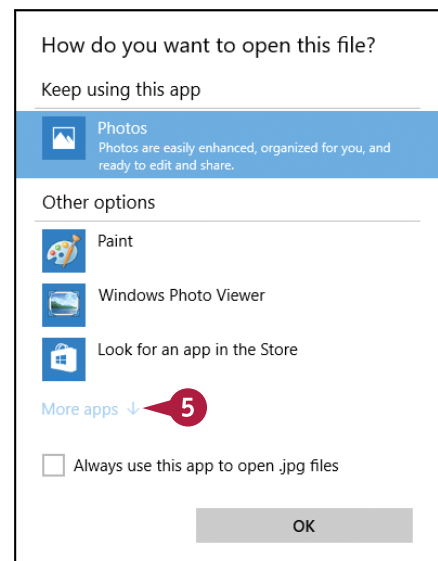 How do you want to open this file?
Keep using this app
Photos
Photos are easily enhanced, organized for you, and
ready to edit and share.
Other options
Paint
Windows Photo Viewer
Look for an app in the Store
More apps ↓ 5
Always use this app to open .jpg files
OK